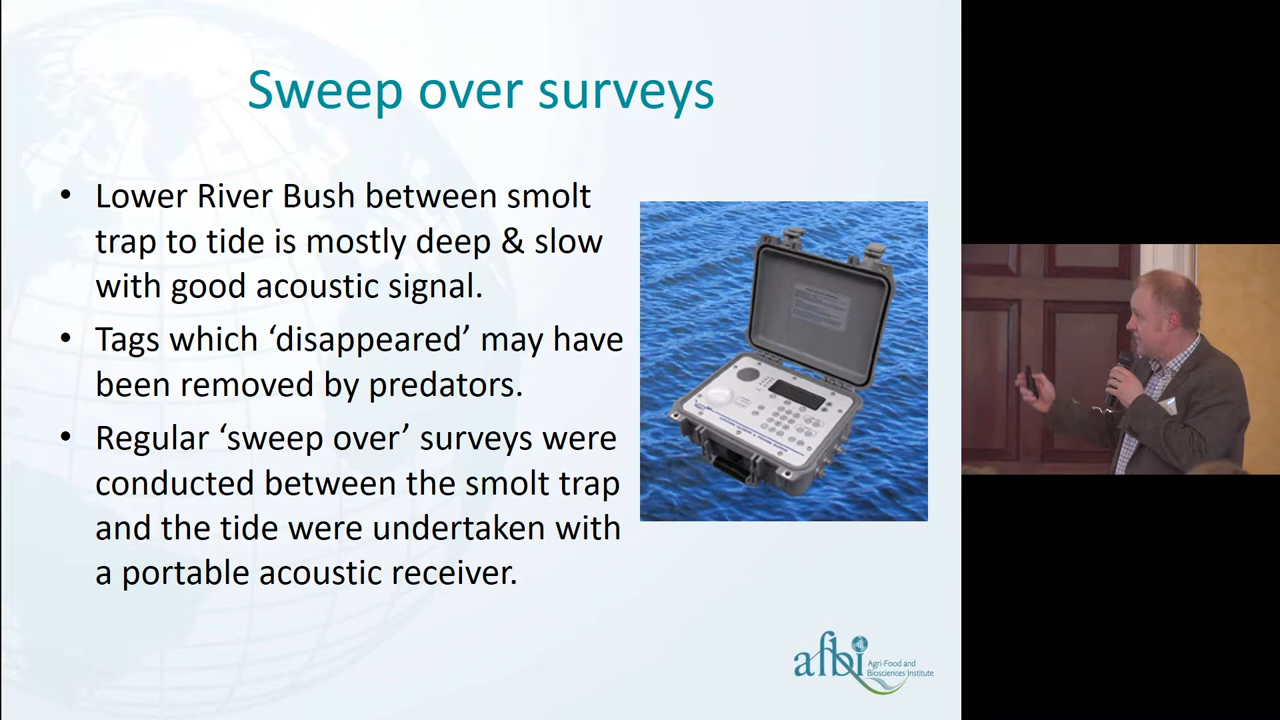 Sweep over surveys
• Lower River Bush between smolt
trap to tide is mostly deep & slow
with good acoustic signal.
• Tags which ‘disappeared’ may have
been removed by predators.
• Regular ‘sweep over’ surveys were
conducted between the smolt trap
and the tide were undertaken with
a portable acoustic receiver.
afbi
Agri-Food and
Biosciences Institute